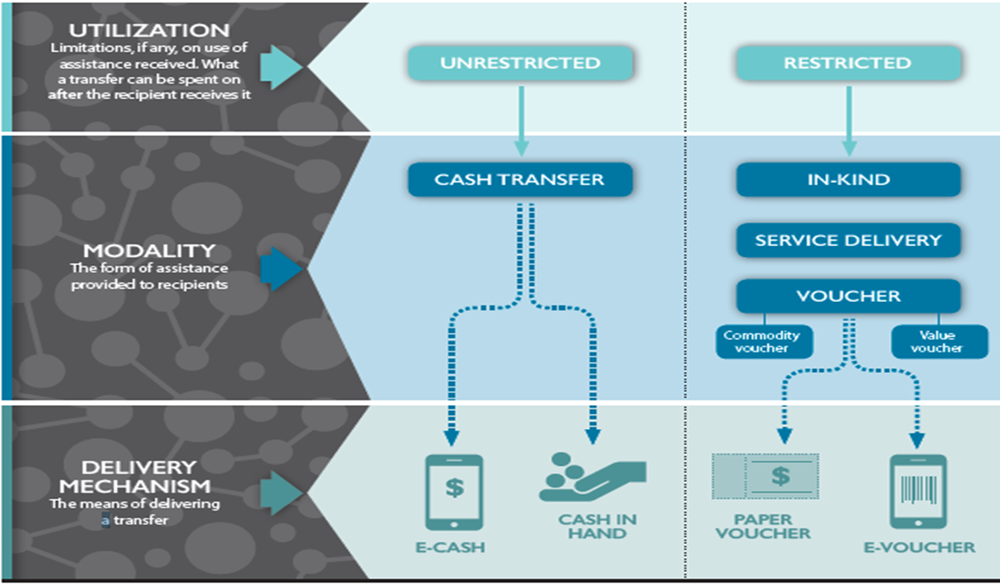 UTILIZATION
Limitations, if any, on use of
assistance received. What
a transfer can be spent on
after the recipient receives it
UNRESTRICTED
RESTRICTED
MODALITY
The form of assistance
provided to recipients
CASH TRANSFER
IN-KIND
SERVICE DELIVERY
VOUCHER
Commodity
voucher
Value
voucher
DELIVERY
MECHANISM
The means of delivering
a transfer
$
E-CASH
CASH IN
HAND
$
PAPER
VOUCHER
E-VOUCHER